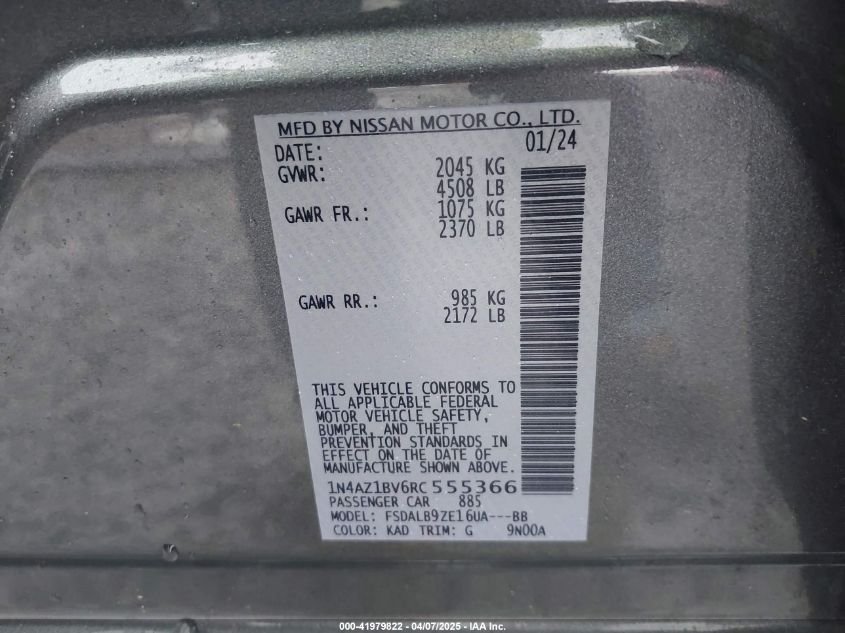 MFD BY NISSAN MOTOR CO., LTD.
DATE: 01/24
GVWR: 2045 KG
4508 LB
GAWR FR.: 1075 KG
2370 LB
GAWR RR.: 985 KG
2172 LB
THIS VEHICLE CONFORMS TO
ALL APPLICABLE FEDERAL
MOTOR VEHICLE SAFETY,
BUMPER, AND THEFT
PREVENTION STANDARDS IN
EFFECT ON THE DATE OF
MANUFACTURE SHOWN ABOVE.
1N4AZ1BV6RC 555366
PASSENGER CAR 885
MODEL: FSDALB9ZE16UA---BB
COLOR: KAD TRIM: G 9N00A
000-41979822 - 04/07/2025 - IAA Inc.